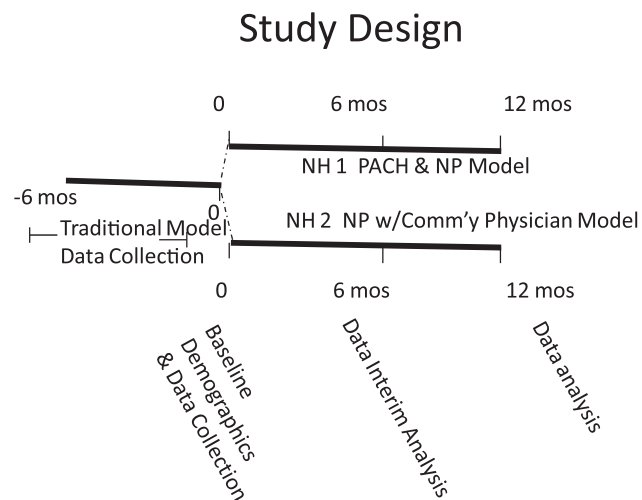 Study Design
0 6 mos 12 mos
NH 1 PACH & NP Model
-6 mos
0
Traditional Model
Data Collection
NH 2 NP w/Comm'y Physician Model
0 6 mos 12 mos
Baseline
Demographics
& Data Collection
Data Interim Analysis
Data analysis